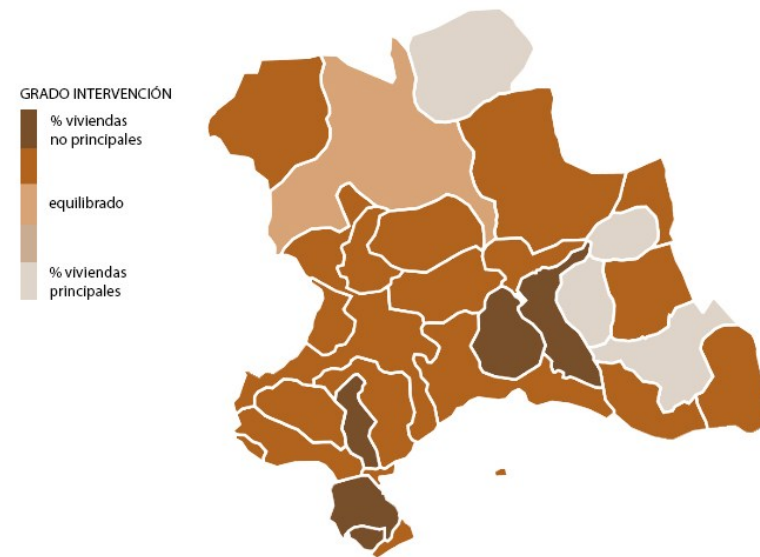 GRADO INTERVENCIÓN
% viviendas
no principales
equilibrado
% viviendas
principales